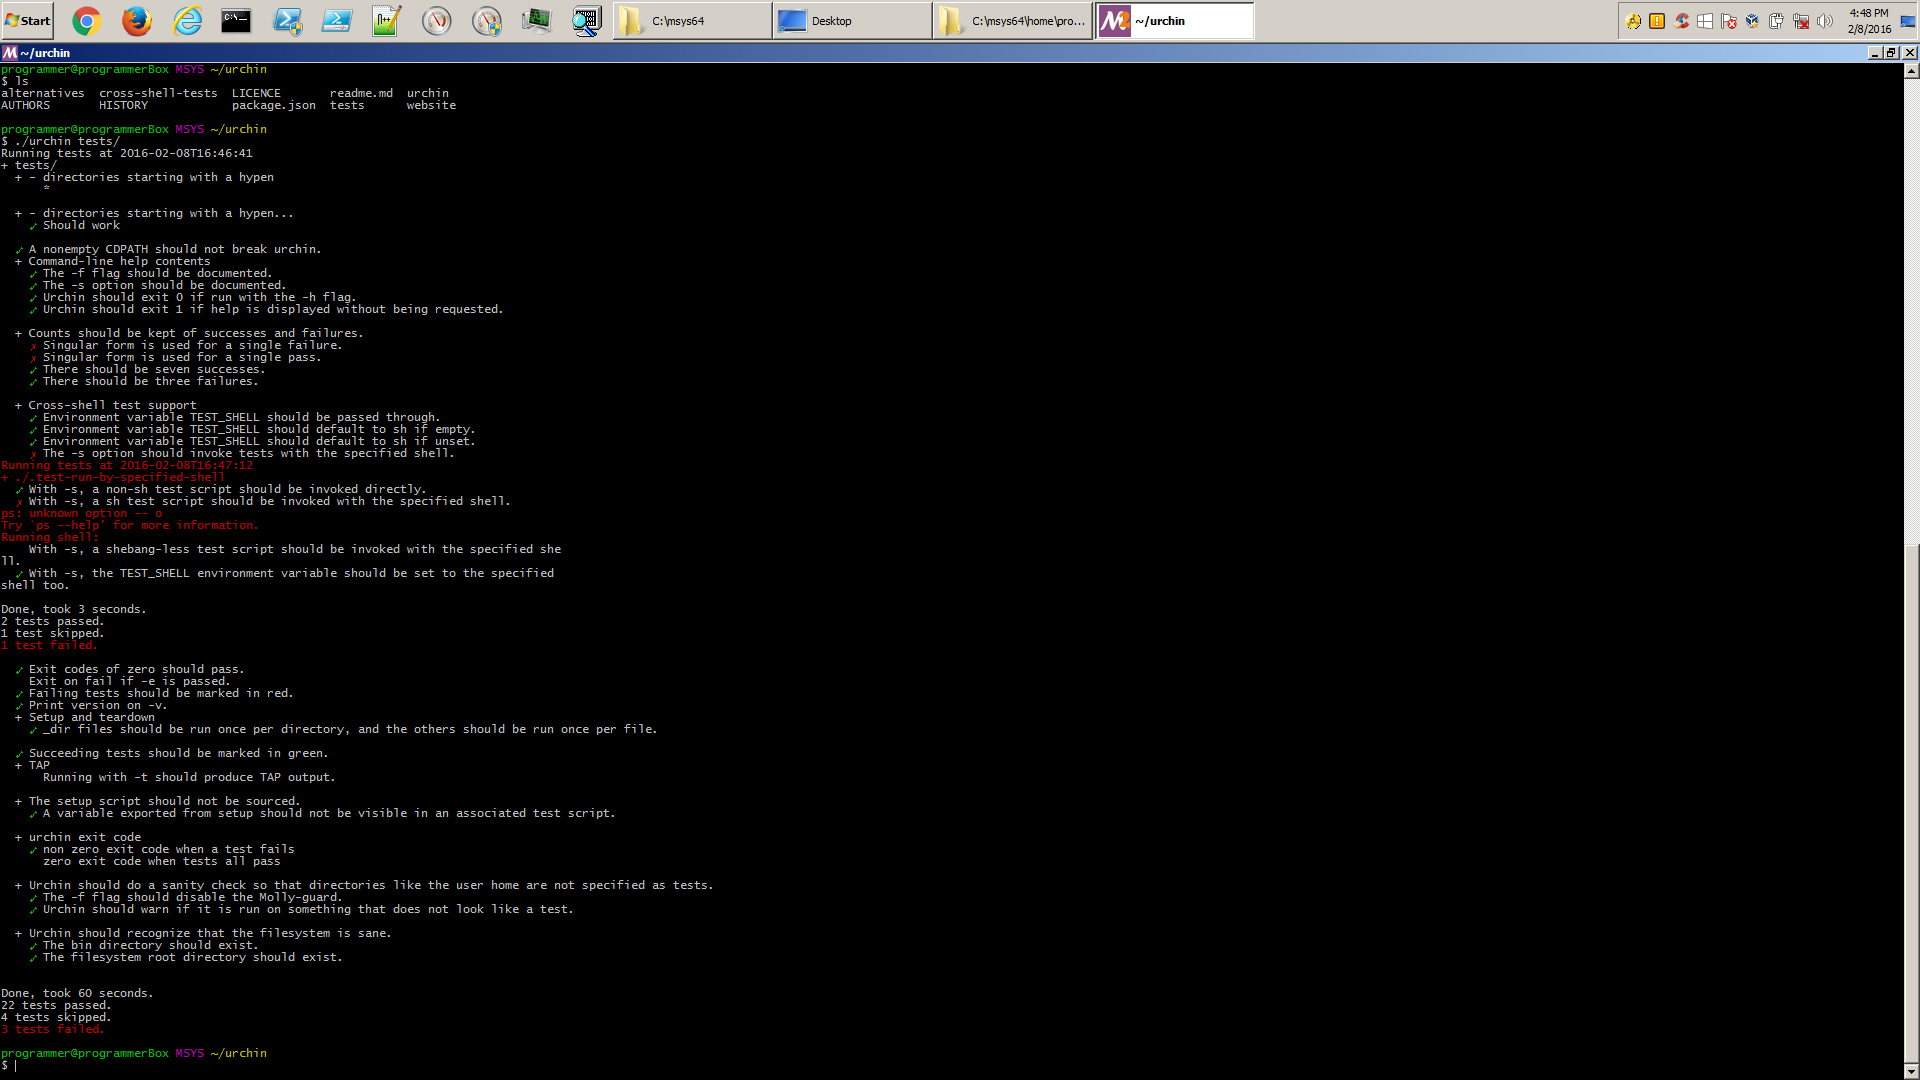 Start
C:\msys64
Desktop
C:\msys64\home\pro...
~/urchin
4:48 PM
2/8/2016
~/urchin
programmer@programmerBox MSYS ~/urchin
$ ls
alternatives  cross-shell-tests  LICENCE       readme.md  urchin
AUTHORS       HISTORY            package.json  tests      website
programmer@programmerBox MSYS ~/urchin
$ ./urchin tests/
Running tests at 2016-02-08T16:46:41
+ tests/
+ - directories starting with a hypen
*
+ - directories starting with a hypen...
✓ Should work
✓ A nonempty CDPATH should not break urchin.
+ Command-line help contents
✓ The -f flag should be documented.
✓ The -s option should be documented.
✓ Urchin should exit 0 if run with the -h flag.
✓ Urchin should exit 1 if help is displayed without being requested.
+ Counts should be kept of successes and failures.
✗ Singular form is used for a single failure.
✗ Singular form is used for a single pass.
✓ There should be seven successes.
✓ There should be three failures.
+ Cross-shell test support
✓ Environment variable TEST_SHELL should be passed through.
✓ Environment variable TEST_SHELL should default to sh if empty.
✓ Environment variable TEST_SHELL should default to sh if unset.
✗ The -s option should invoke tests with the specified shell.
Running tests at 2016-02-08T16:47:12
+ ./.test-run-by-specified-shell
✓ With -s, a non-sh test script should be invoked directly.
✗ With -s, a sh test script should be invoked with the specified shell.
ps: unknown option -- o
Try `ps --help' for more information.
Running shell:
With -s, a shebang-less test script should be invoked with the specified she
ll.
✓ With -s, the TEST_SHELL environment variable should be set to the specified
shell too.
Done, took 3 seconds.
2 tests passed.
1 test skipped.
1 test failed.
✓ Exit codes of zero should pass.
Exit on fail if -e is passed.
✓ Failing tests should be marked in red.
✓ Print version on -v.
+ Setup and teardown
✓ _dir files should be run once per directory, and the others should be run once per file.
✓ Succeeding tests should be marked in green.
+ TAP
Running with -t should produce TAP output.
+ The setup script should not be sourced.
✓ A variable exported from setup should not be visible in an associated test script.
+ urchin exit code
✓ non zero exit code when a test fails
zero exit code when tests all pass
+ Urchin should do a sanity check so that directories like the user home are not specified as tests.
✓ The -f flag should disable the Molly-guard.
✓ Urchin should warn if it is run on something that does not look like a test.
+ Urchin should recognize that the filesystem is sane.
✓ The bin directory should exist.
✓ The filesystem root directory should exist.
Done, took 60 seconds.
22 tests passed.
4 tests skipped.
3 tests failed.
programmer@programmerBox MSYS ~/urchin
$